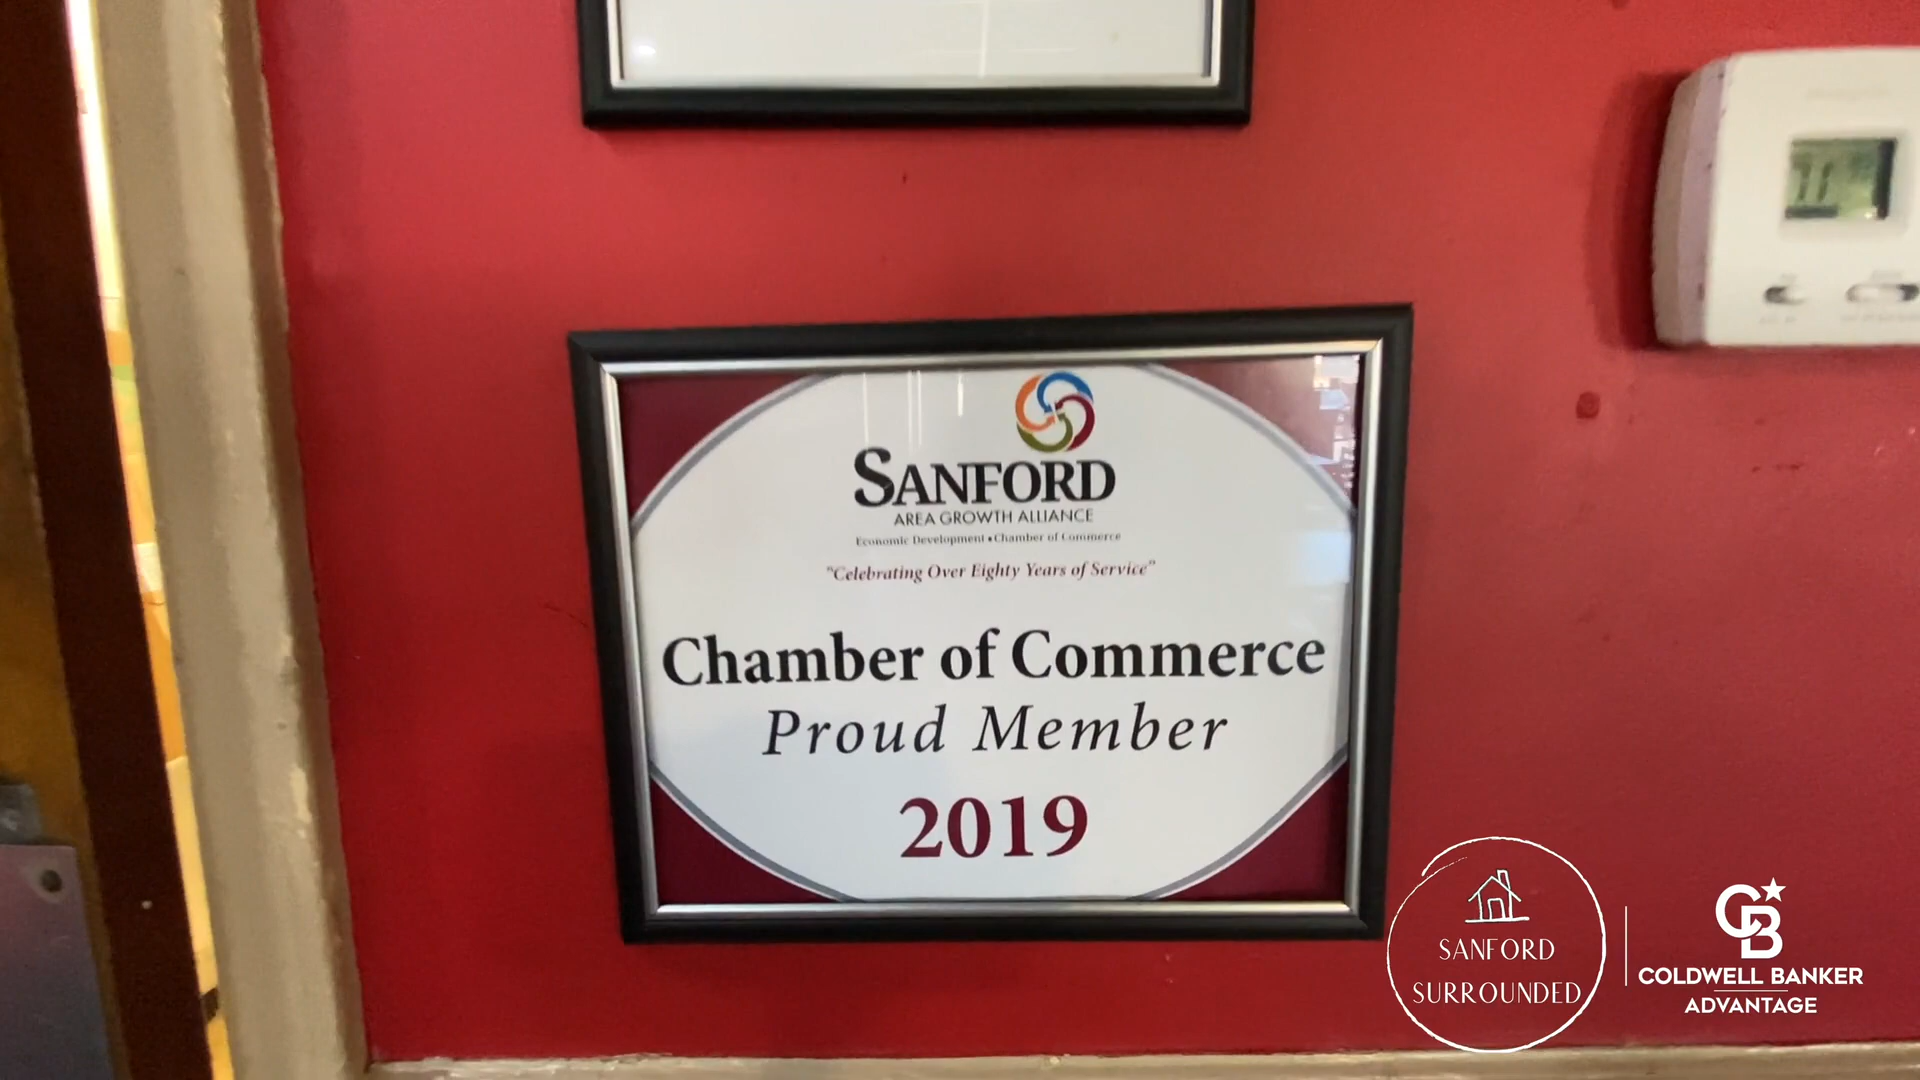 SANFORD
AREA GROWTH ALLIANCE
Economic Development • Chamber of Commerce
"Celebrating Over Eighty Years of Service"
Chamber of Commerce
Proud Member
2019
SANFORD
SURROUNDED
CB
COLDWELL BANKER
ADVANTAGE